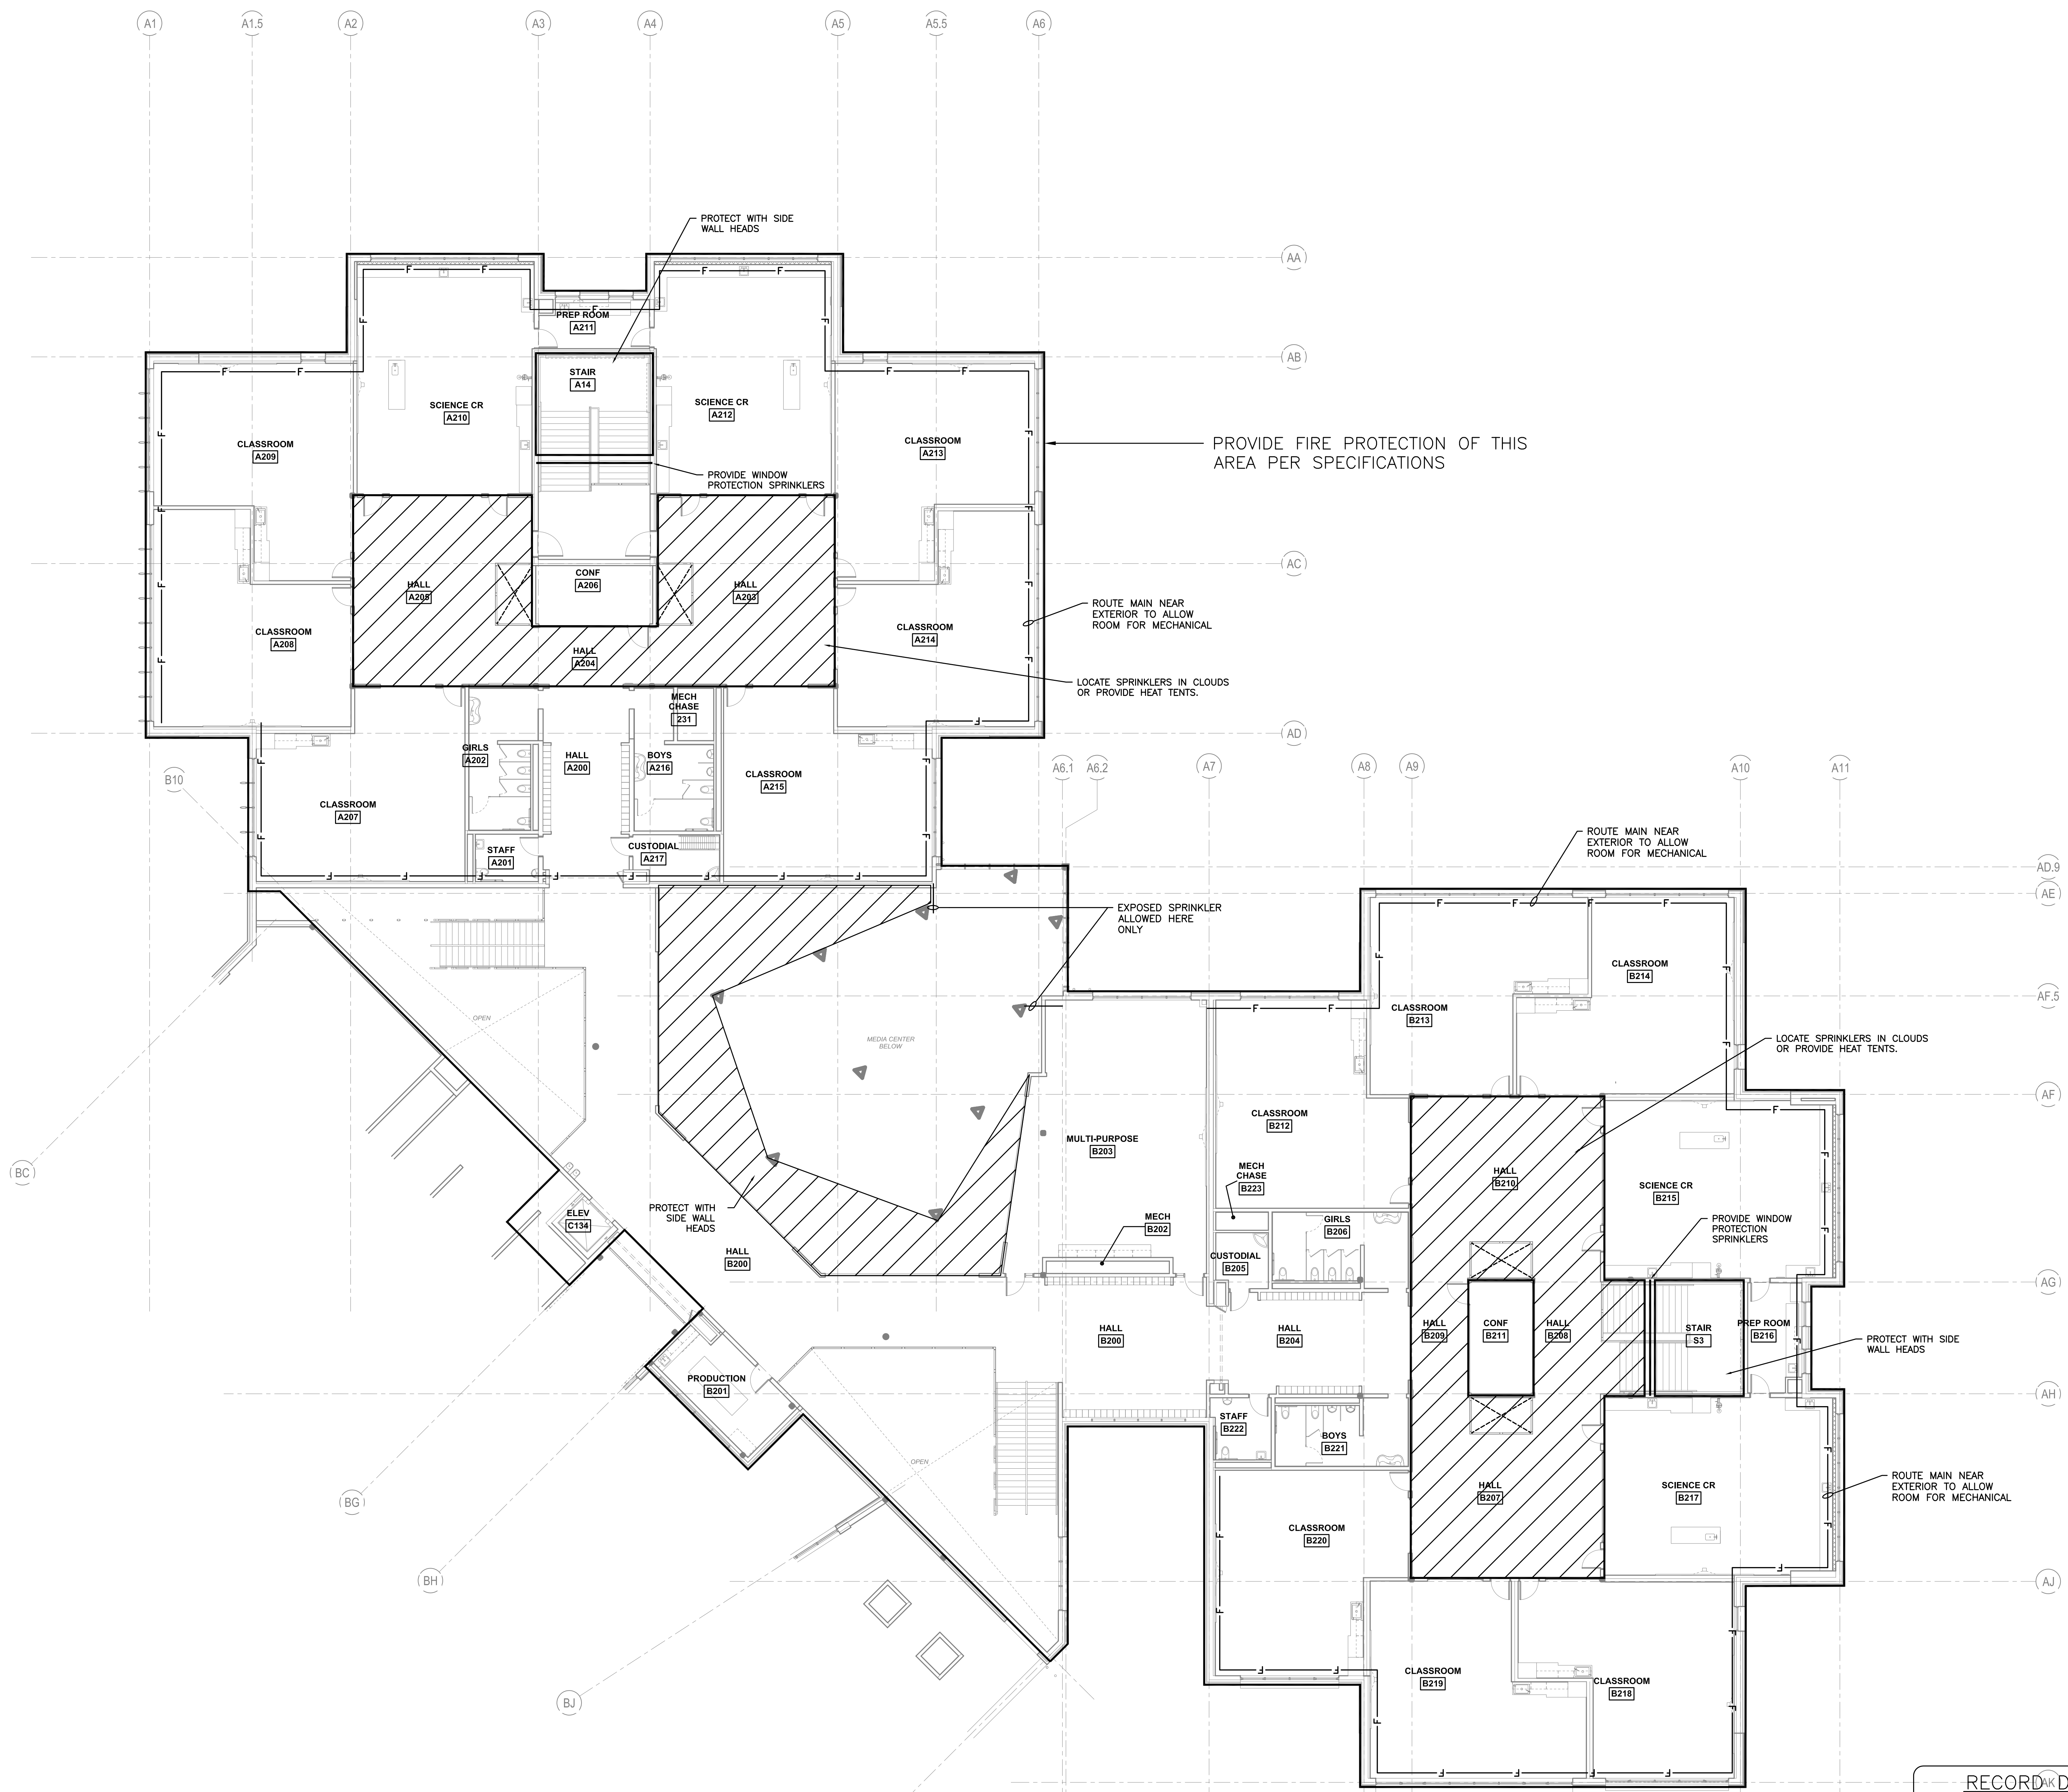 A1
A1.5
A2
A3
A4
A5
A5.5
A6
PROTECT WITH SIDE
WALL HEADS
AA
F
F
F
F
F
PREP ROOM
A211
F
F
AB
STAIR
A14
F
F
F
F
SCIENCE CR
A210
SCIENCE CR
A212
F
F
CLASSROOM
A209
CLASSROOM
A213
PROVIDE FIRE PROTECTION OF THIS
AREA PER SPECIFICATIONS
PROVIDE WINDOW
PROTECTION SPRINKLERS
F
F
AC
CONF
A206
HALL
A205
HALL
A203
F
F
ROUTE MAIN NEAR
EXTERIOR TO ALLOW
ROOM FOR MECHANICAL
CLASSROOM
A208
CLASSROOM
A214
HALL
A204
F
F
LOCATE SPRINKLERS IN CLOUDS
OR PROVIDE HEAT TENTS.
MECH
CHASE
231
F
AD
GIRLS
A202
HALL
A200
BOYS
A216
CLASSROOM
A215
F
F
B10
A6.1
A6.2
A7
A8
A9
A10
A11
CLASSROOM
A207
STAFF
A201
CUSTODIAL
A217
F
F
F
F
F
F
F
F
F
F
ROUTE MAIN NEAR
EXTERIOR TO ALLOW
ROOM FOR MECHANICAL
AD.9
AE
EXPOSED SPRINKLER
ALLOWED HERE
ONLY
F
F
F
F
F
F
CLASSROOM
B214
AF.5
OPEN
MEDIA CENTER
BELOW
F
F
CLASSROOM
B213
LOCATE SPRINKLERS IN CLOUDS
OR PROVIDE HEAT TENTS.
F
AF
F
CLASSROOM
B212
MULTI-PURPOSE
B203
F
BC
MECH
CHASE
B223
HALL
B210
SCIENCE CR
B215
PROTECT WITH
SIDE WALL
HEADS
ELEV
C134
MECH
B202
GIRLS
B206
PROVIDE WINDOW
PROTECTION
SPRINKLERS
F
HALL
B200
CUSTODIAL
B205
AG
HALL
B200
HALL
B204
HALL
B209
CONF
B211
HALL
B208
STAIR
S3
PREP ROOM
B216
F
PROTECT WITH SIDE
WALL HEADS
PRODUCTION
B201
AH
STAFF
B222
BOYS
B221
F
OPEN
BG
HALL
B207
SCIENCE CR
B217
ROUTE MAIN NEAR
EXTERIOR TO ALLOW
ROOM FOR MECHANICAL
F
F
CLASSROOM
B220
F
BH
AJ
F
F
F
F
CLASSROOM
B219
CLASSROOM
B218
BJ
F
F
F
F
F
F
RECORD D
AK